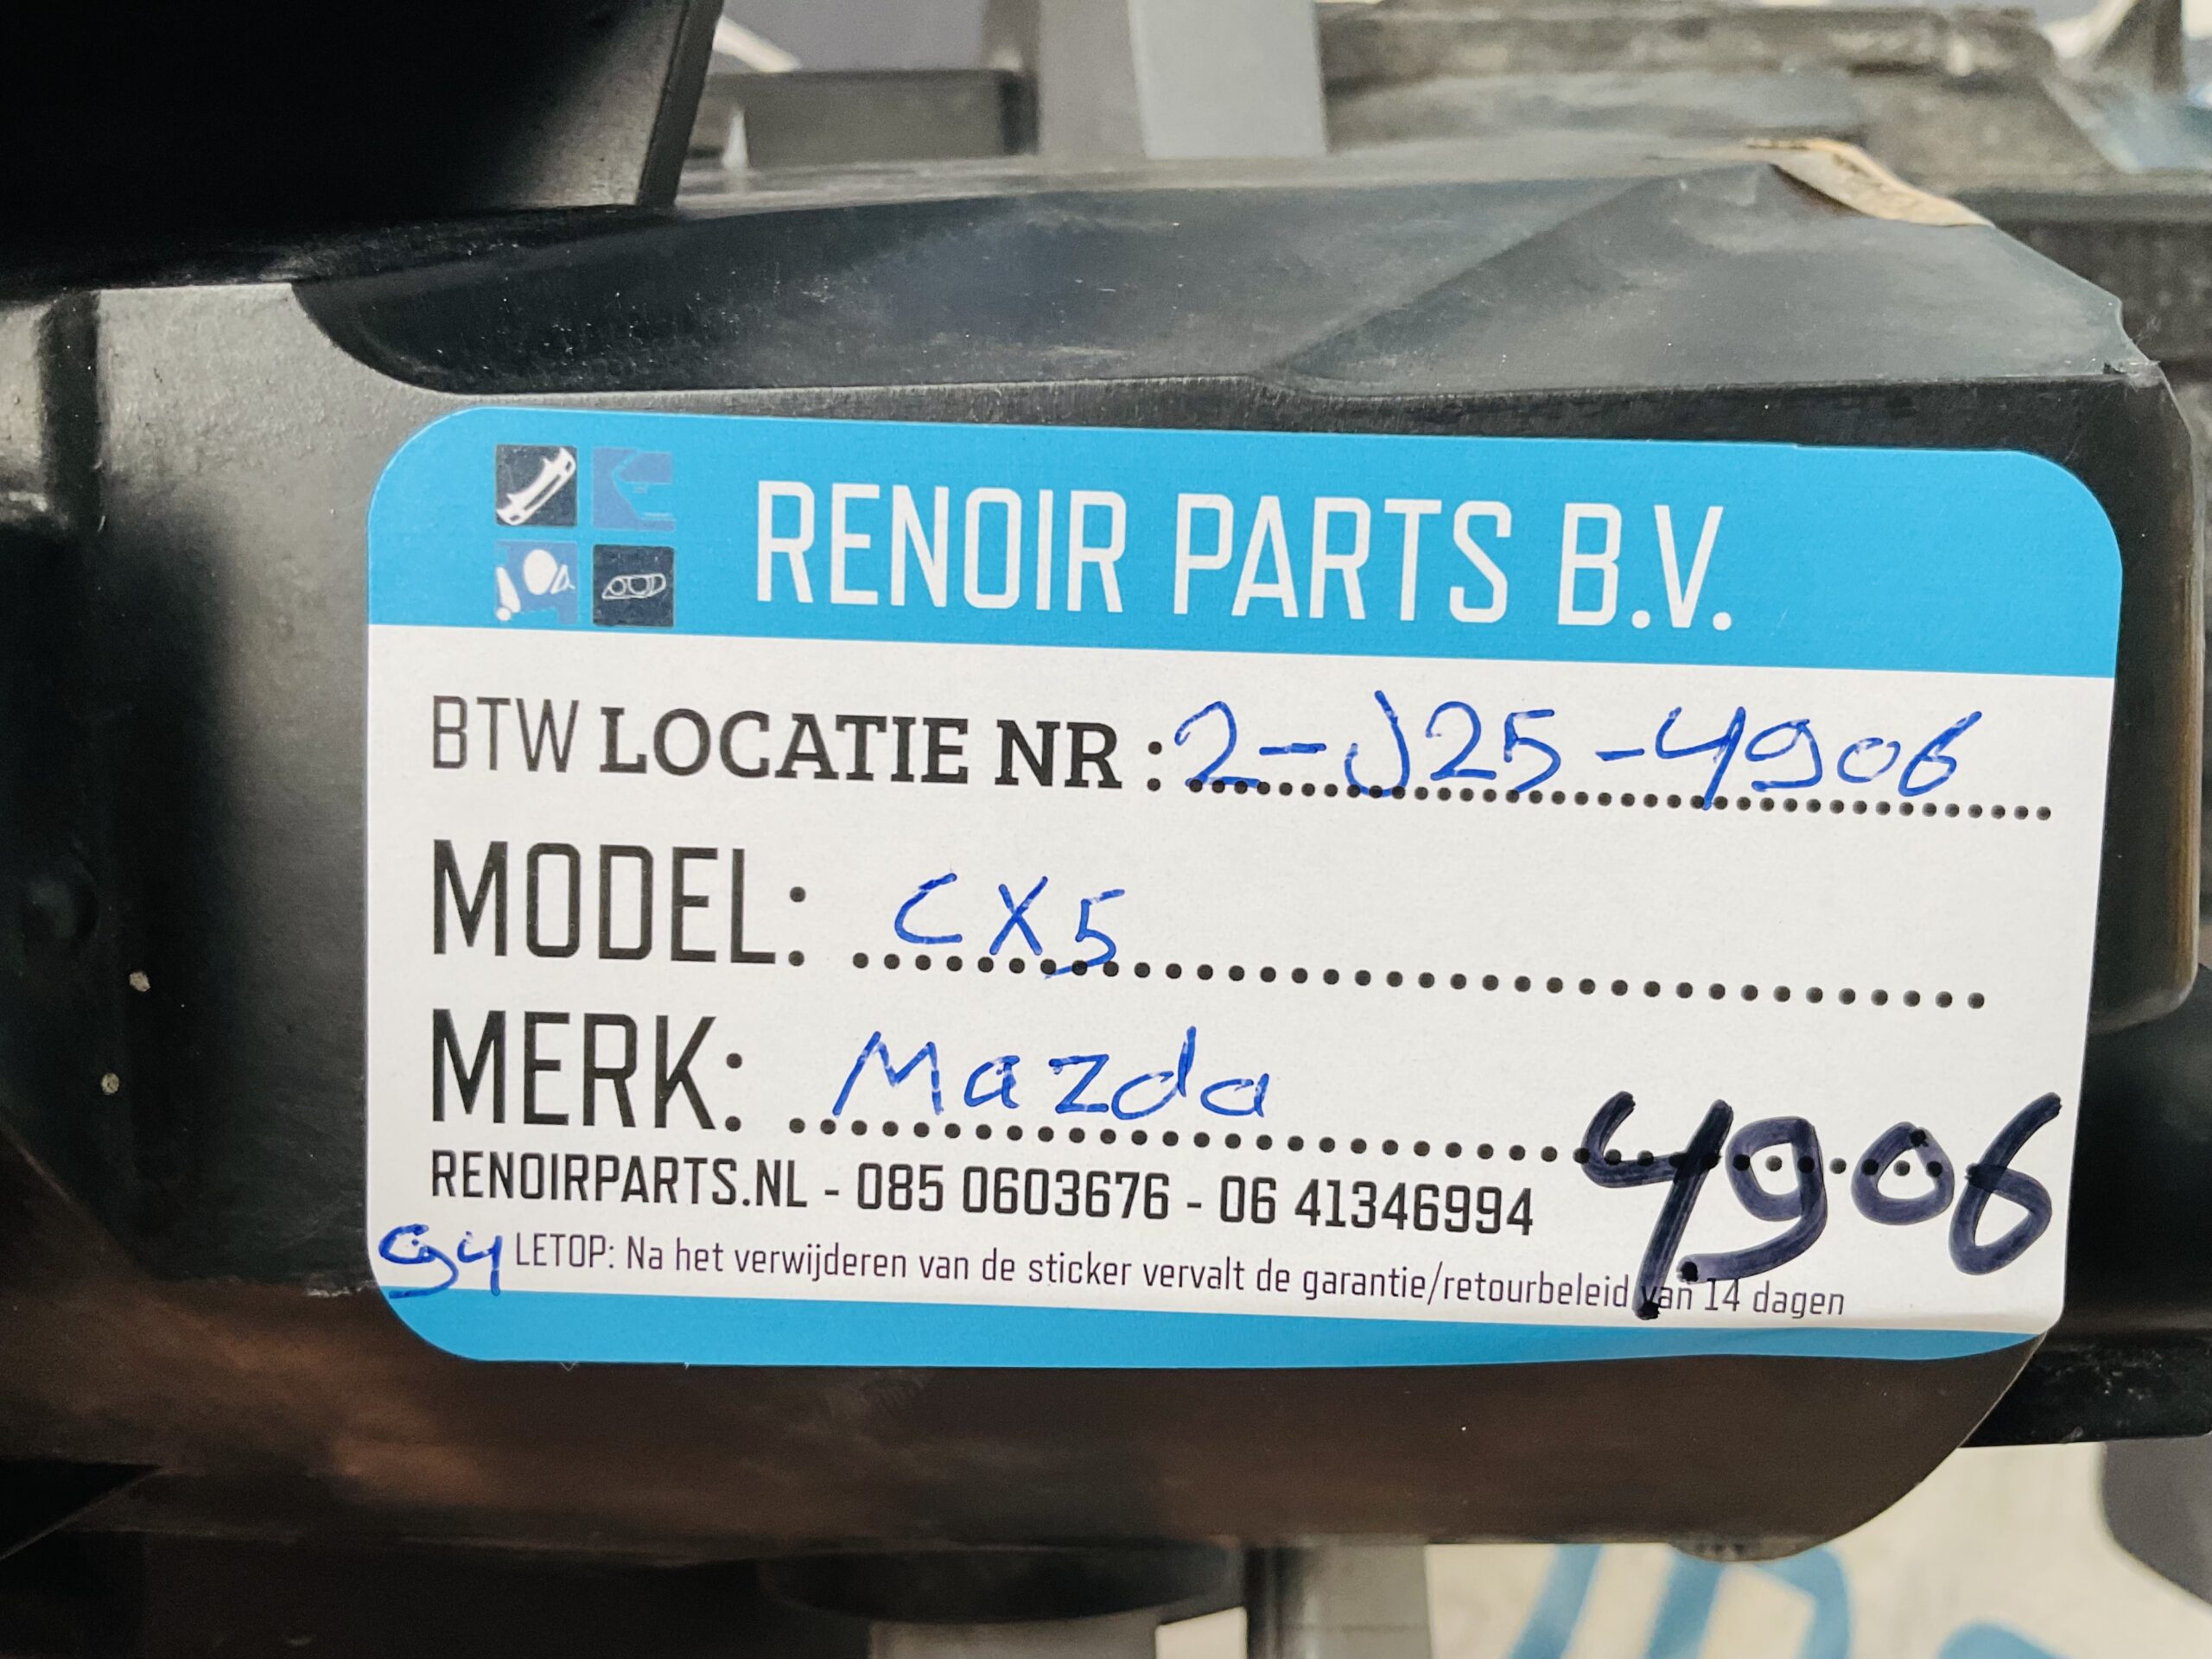 RENOIR PARTS B.V.
BTW LOCATIE NR : 2-J25-4906
MODEL: CX5
MERK: Mazda
4906
RENOIRPARTS.NL - 085 0603676 - 06 41346994
94 LETOP: Na het verwijderen van de sticker vervalt de garantie/retourbeleid van 14 dagen